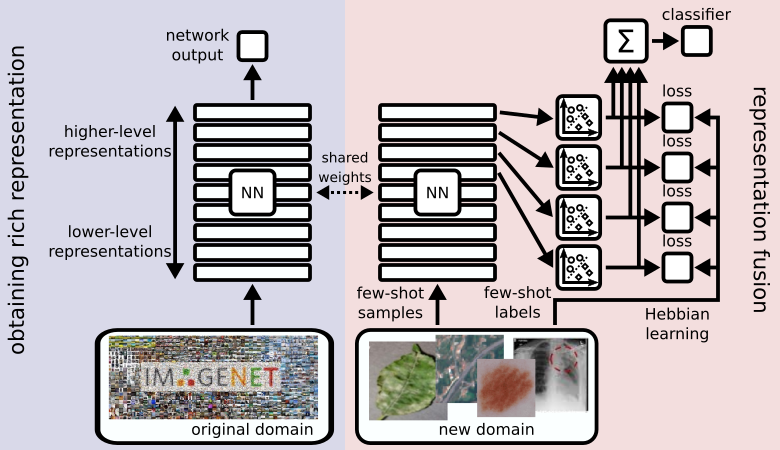 obtaining rich representation
network
output
higher-level
representations
lower-level
representations
NN
shared
weights
NN
IMAGENET
original domain
classifier
Σ
loss
loss
loss
loss
representation fusion
few-shot
samples
few-shot
labels
Hebbian
learning
new domain